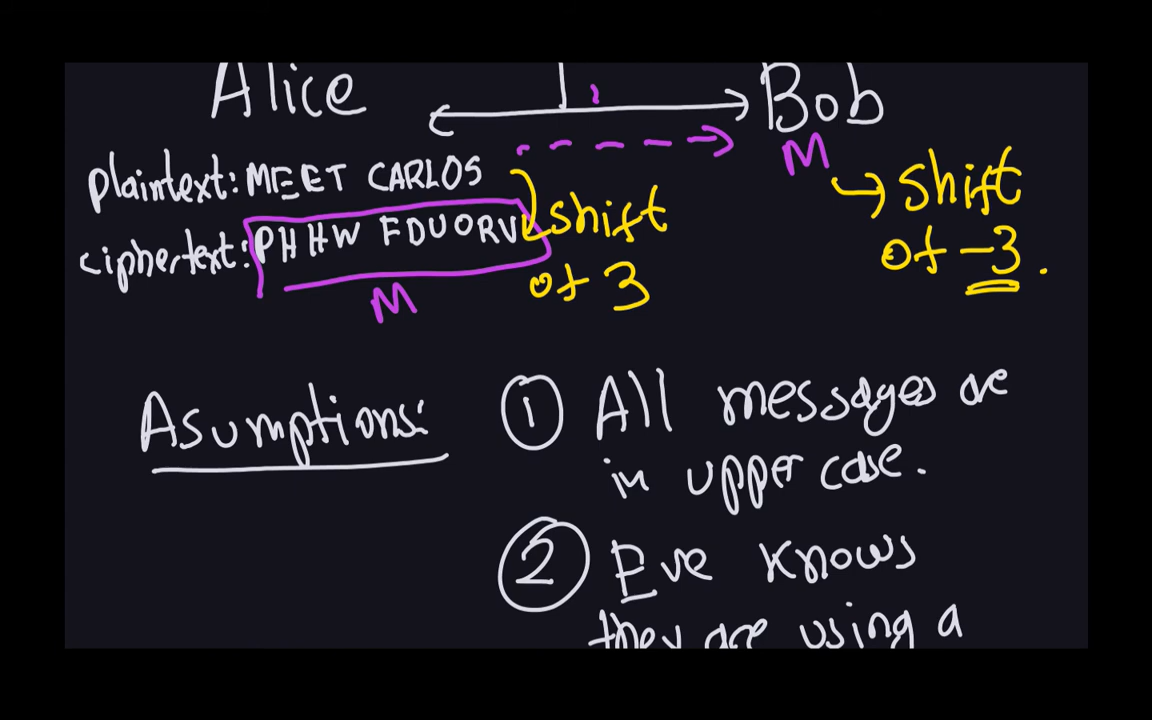 Alice Bob
plaintext: MEET CARLOS
M
shift
of -3.
ciphertext: PHHW FDUORV
shift
of 3
M
Asumptions:
1 All messages are
in upper case.
2 Eve knows
they are using a